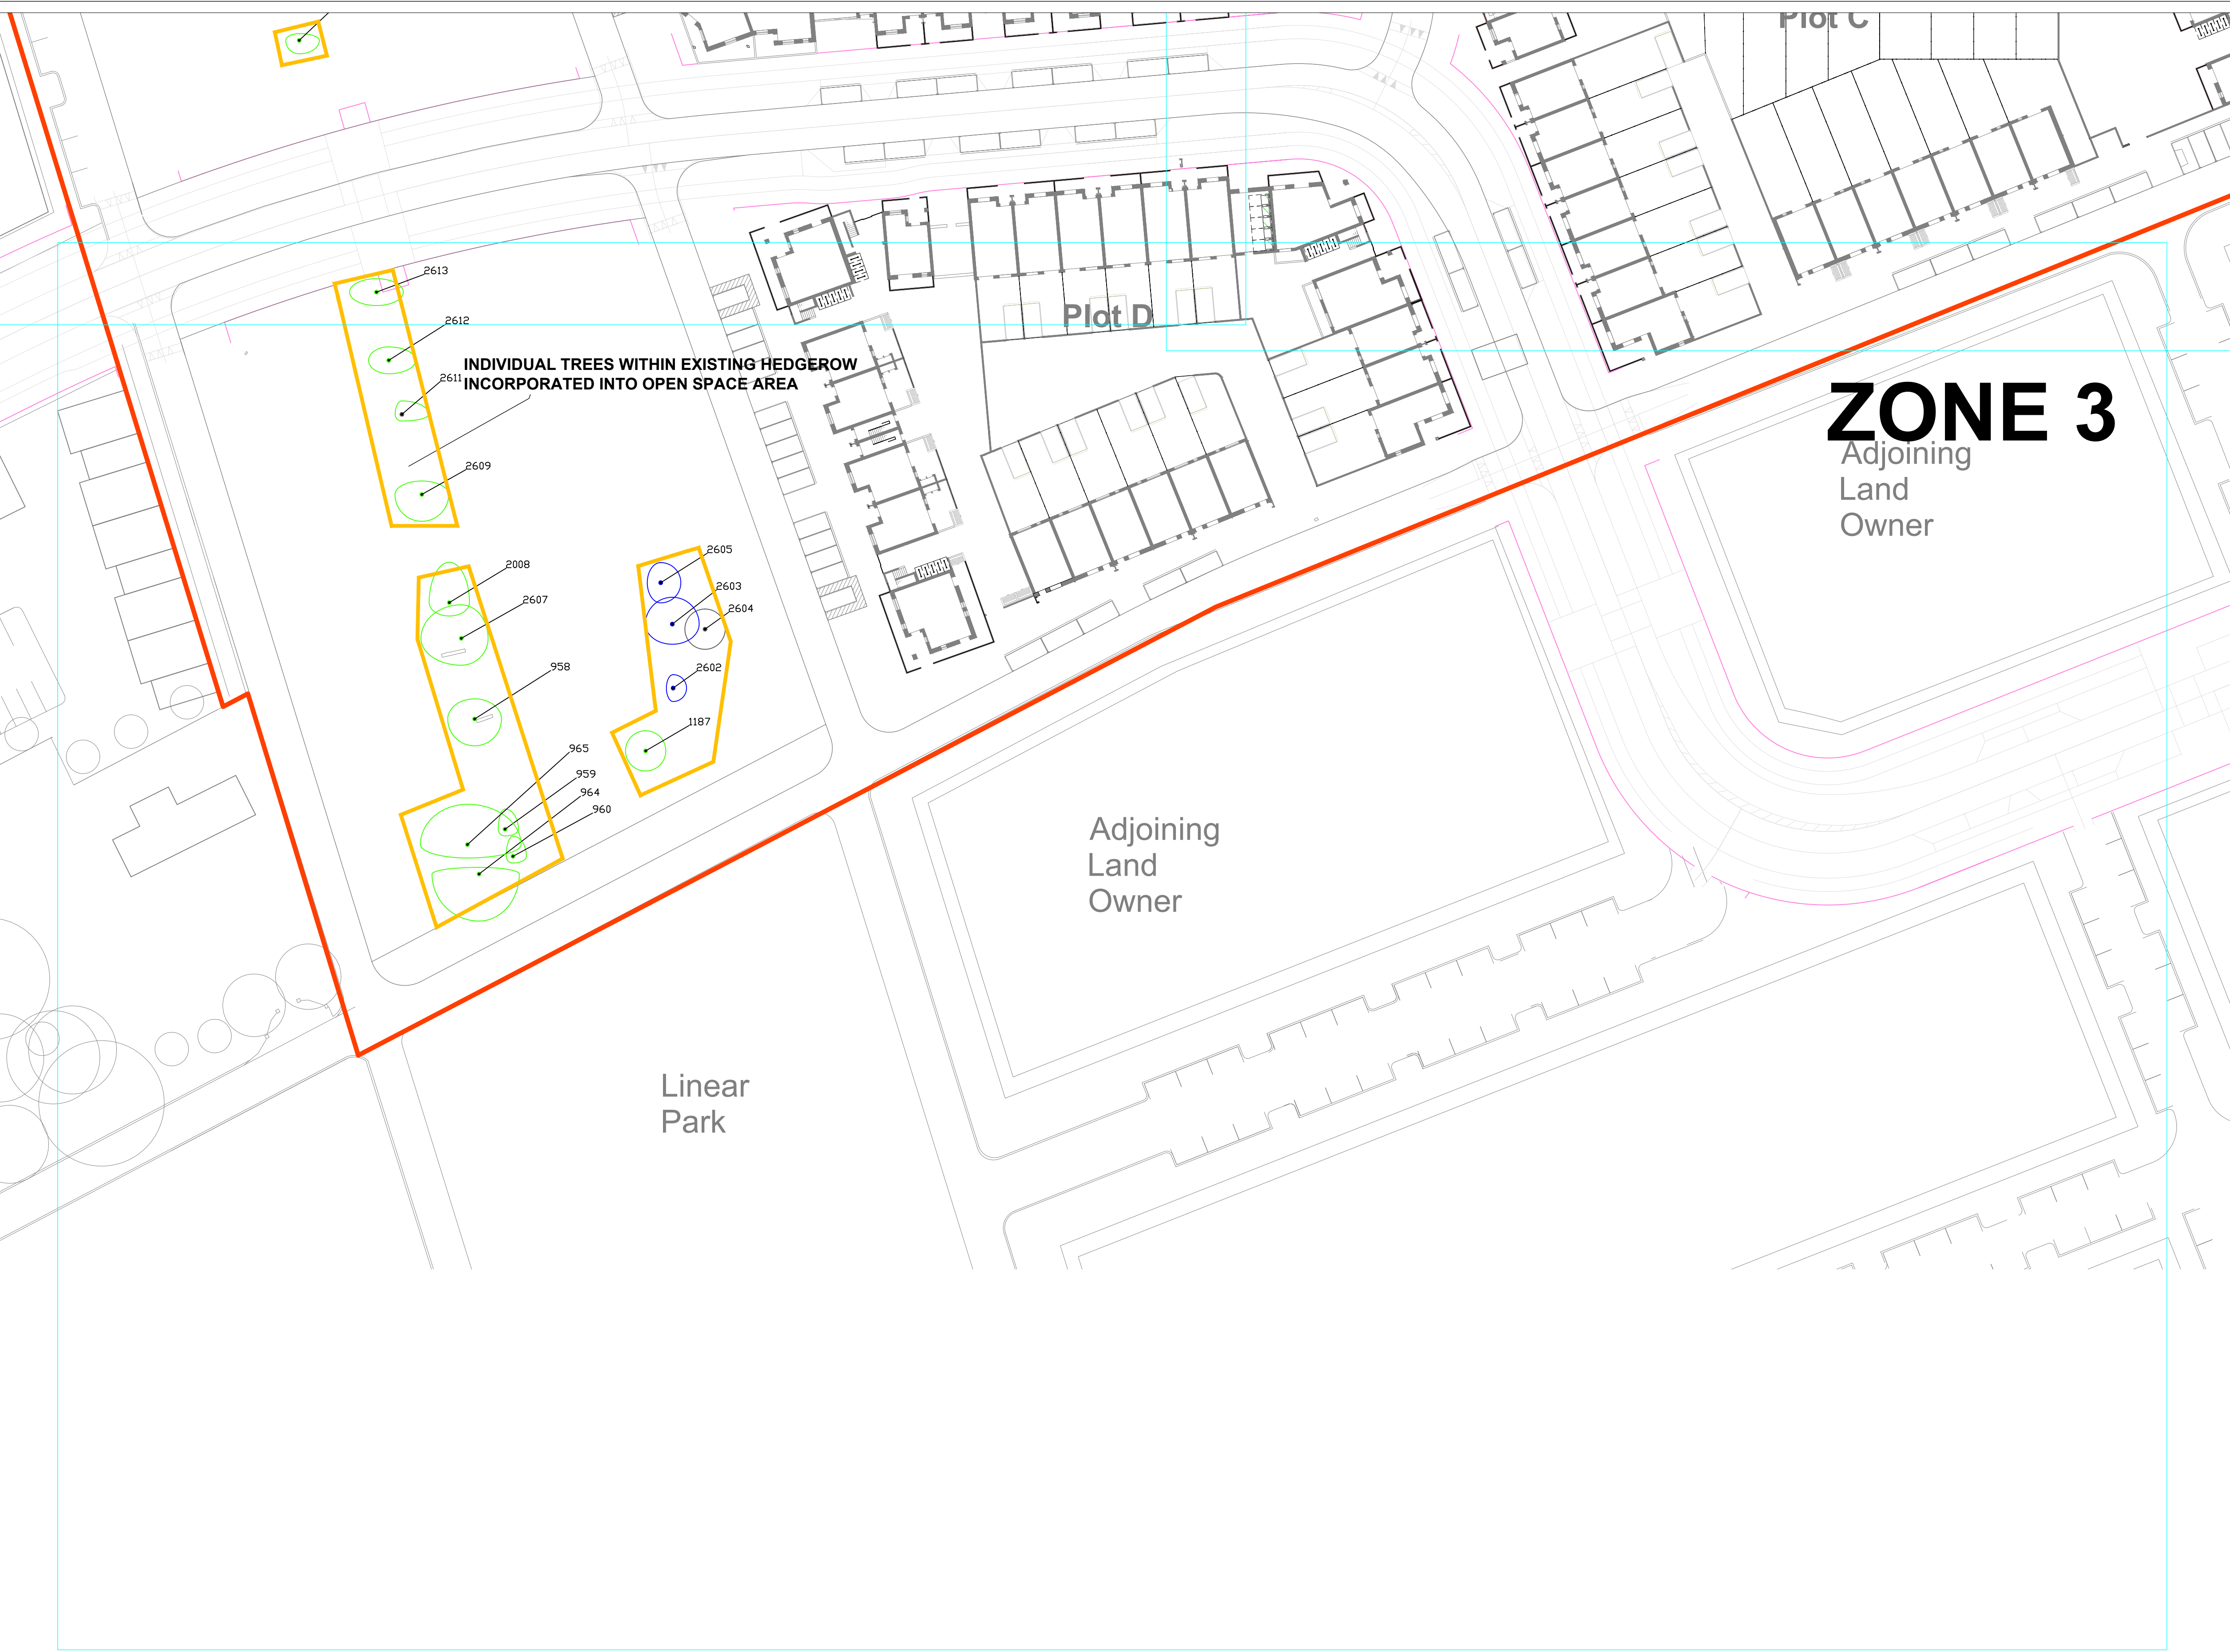 Plot C
2613
2612
INDIVIDUAL TREES WITHIN EXISTING HEDGEROW
INCORPORATED INTO OPEN SPACE AREA
2611
2609
Plot D
ZONE 3
Adjoining
Land
Owner
2008
2607
958
965
959
964
960
2605
2603
2604
2602
1187
Adjoining
Land
Owner
Linear
Park